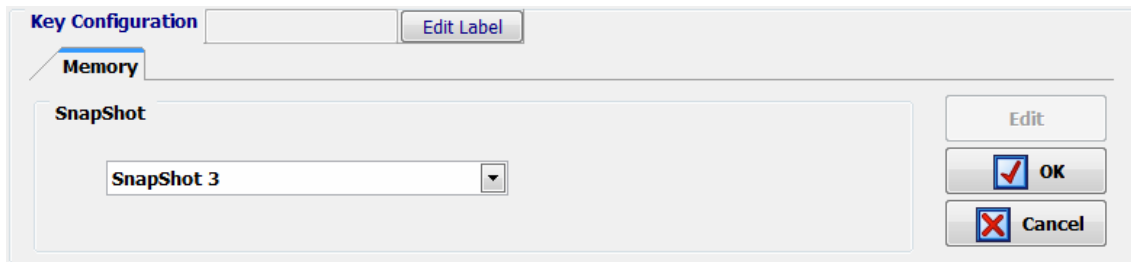 Key Configuration
Edit Label
Memory
SnapShot
SnapShot 3
Edit
OK
Cancel